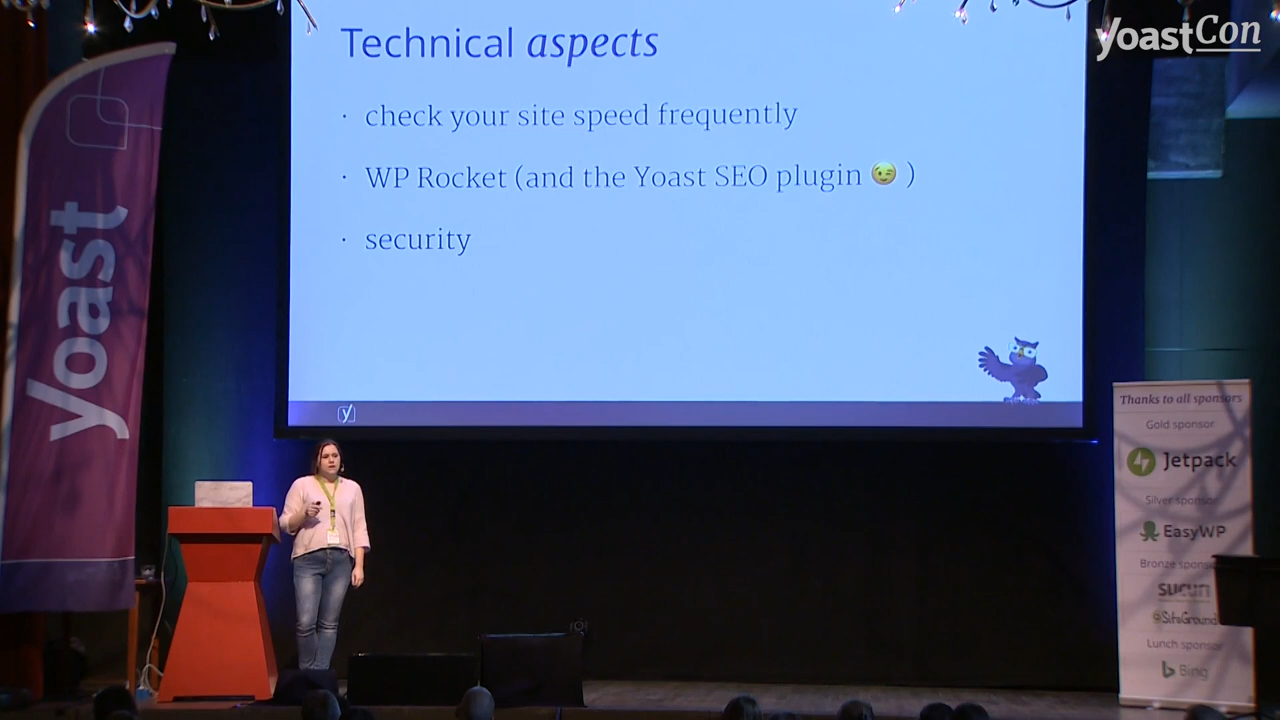 Technical aspects
YoastCon
· check your site speed frequently
· WP Rocket (and the Yoast SEO plugin 😉 )
· security
yoast
y
Thanks to all sponsors
Gold sponsor
Jetpack
Silver sponsor
EasyWP
Bronze sponsor
SUCURI
SiteGround
Lunch sponsor
Bing